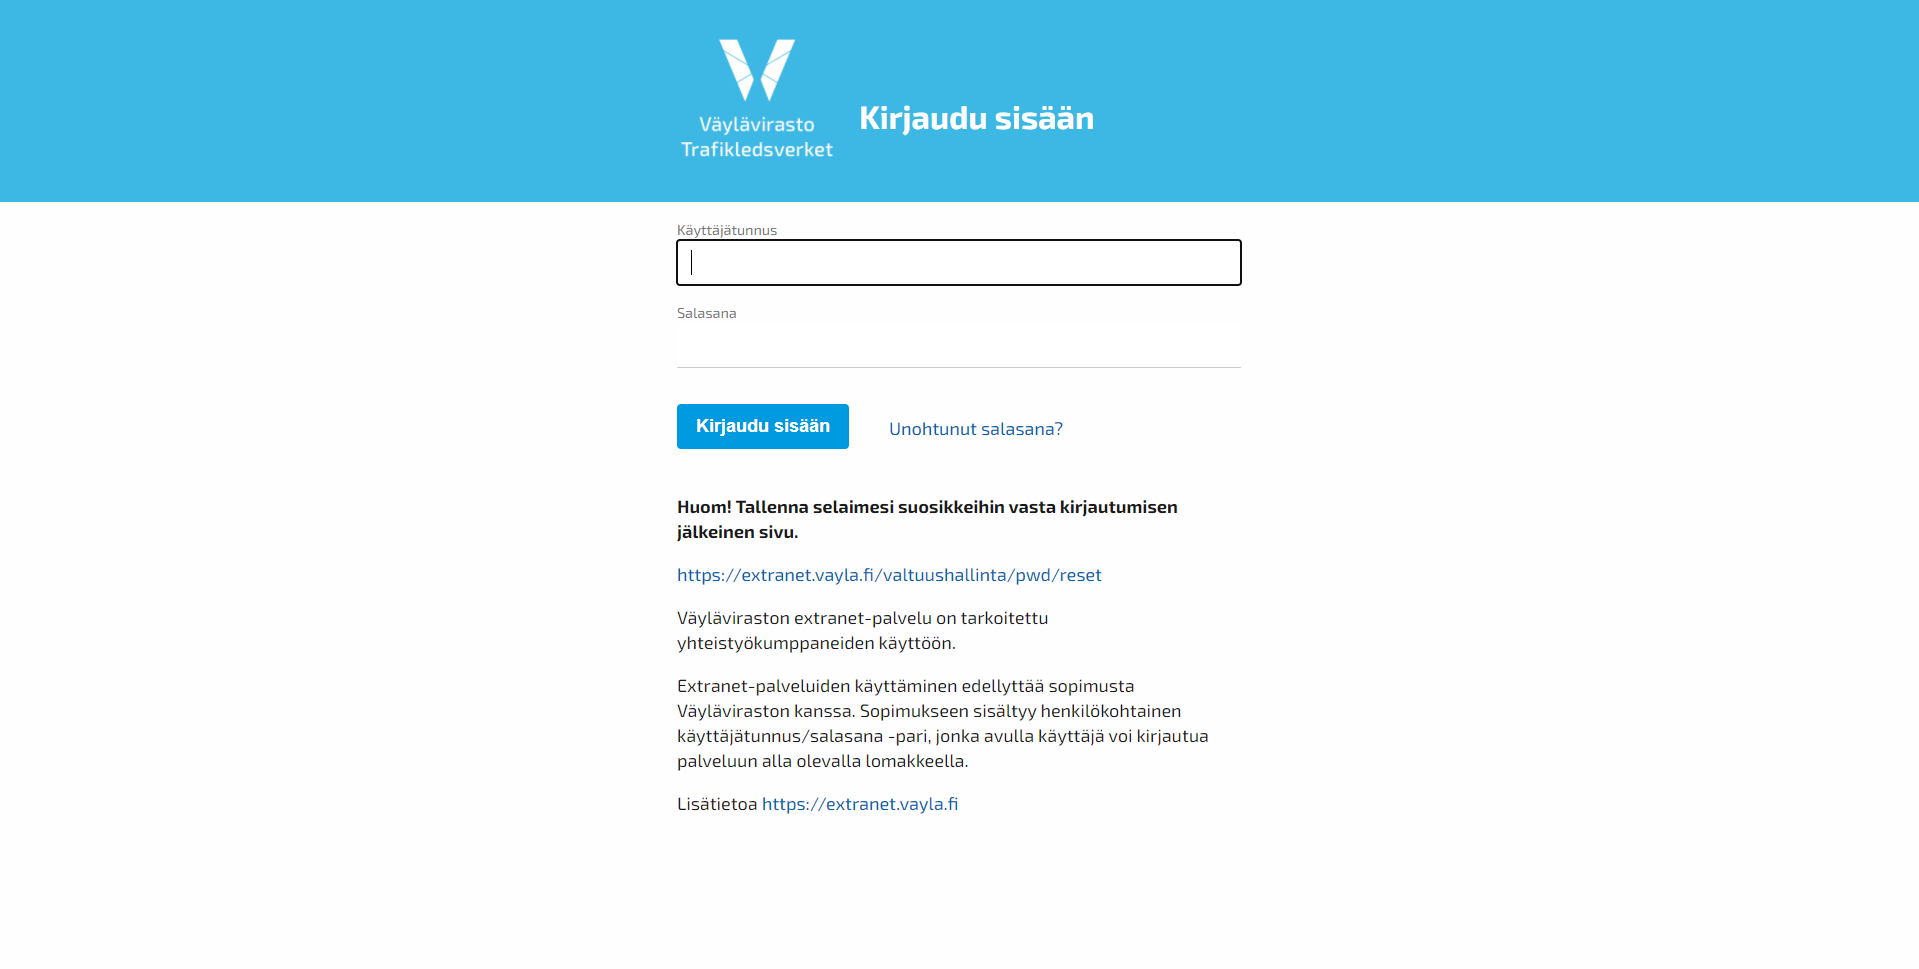 Väylävirasto
Trafikledsverket
Kirjaudu sisään
Käyttäjätunnus
Salasana
Kirjaudu sisään
Unohtunut salasana?
Huom! Tallenna selaimesi suosikkeihin vasta kirjautumisen
jälkeinen sivu.
https://extranet.vayla.fi/valtuushallinta/pwd/reset
Väyläviraston extranet-palvelu on tarkoitettu
yhteistyökumppaneiden käyttöön.
Extranet-palveluiden käyttäminen edellyttää sopimusta
Väyläviraston kanssa. Sopimukseen sisältyy henkilökohtainen
käyttäjätunnus/salasana -pari, jonka avulla käyttäjä voi kirjautua
palveluun alla olevalla lomakkeella.
Lisätietoa https://extranet.vayla.fi